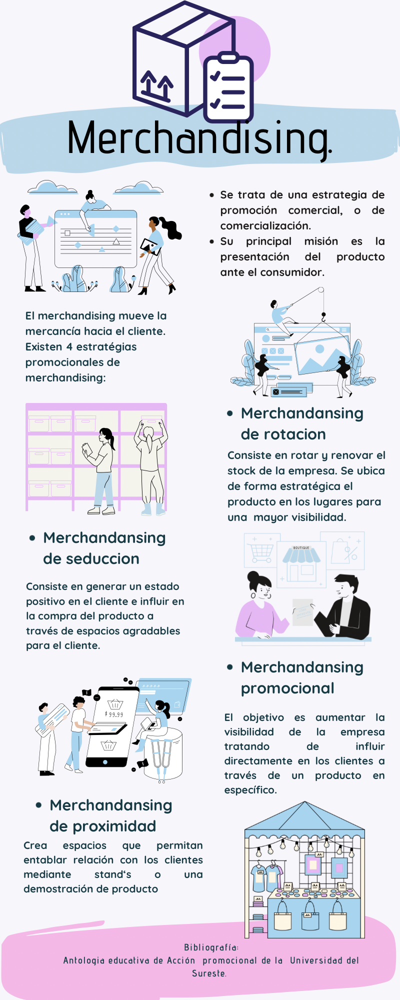 Merchandising.
Se trata de una estrategia de
promoción comercial, o de
comercialización.
Su principal misión es la
presentación del producto
ante el consumidor.
El merchandising mueve la
mercancía hacia el cliente.
Existen 4 estratégias
promocionales de
merchandising:
Merchandansing
de rotacion
Consiste en rotar y renovar el
stock de la empresa. Se ubica
de forma estratégica el
producto en los lugares para
una mayor visibilidad.
Merchandansing
de seduccion
Consiste en generar un estado
positivo en el cliente e influir en
la compra del producto a
través de espacios agradables
para el cliente.
BOUTIQUE
Merchandansing
promocional
El objetivo es aumentar la
visibilidad de la empresa
tratando de influir
directamente en los clientes a
través de un producto en
específico.
$ 99.99
Merchandansing
de proximidad
Crea espacios que permitan
entablar relación con los clientes
mediante stand‘s o una
demostración de producto
Bibliografía:
Antologia educativa de Acción promocional de la Universidad del
Sureste.